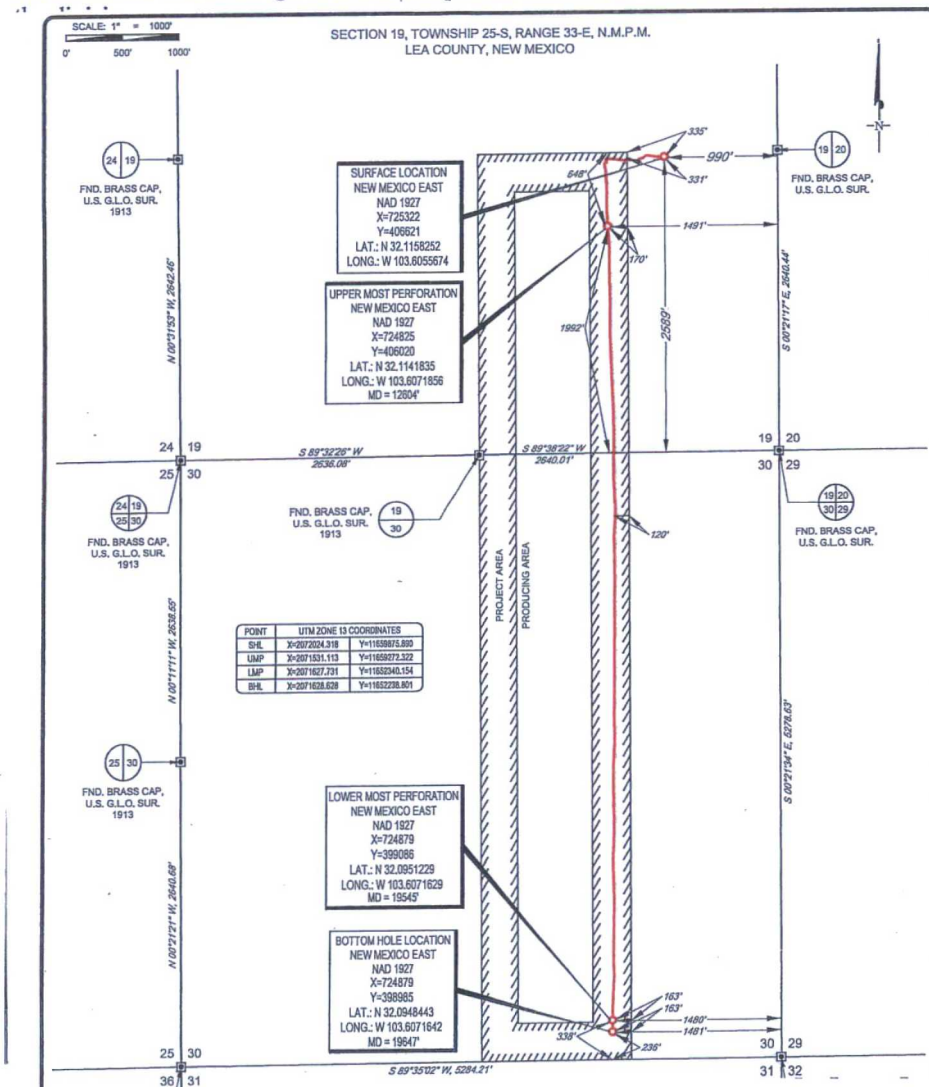 SCALE: 1" = 1000'
0' 500' 1000'
SECTION 19, TOWNSHIP 25-S, RANGE 33-E, N.M.P.M.
LEA COUNTY, NEW MEXICO
N
24 19
FND. BRASS CAP,
U.S. G.L.O. SUR.
1913
19 20
FND. BRASS CAP,
U.S. G.L.O. SUR.
335'
990'
331'
648'
1491'
170'
1992'
2589'
SURFACE LOCATION
NEW MEXICO EAST
NAD 1927
X=725322
Y=406621
LAT.: N 32.1158252
LONG.: W 103.6055674
UPPER MOST PERFORATION
NEW MEXICO EAST
NAD 1927
X=724825
Y=406020
LAT.: N 32.1141835
LONG.: W 103.6071856
MD = 12604'
N 00°31'53" W, 2642.46'
S 00°21'17" E, 2640.44'
24 19
25 30
S 89°32'26" W
2638.08'
S 89°38'22" W
2640.01'
19 20
30 29
24 19
25 30
FND. BRASS CAP,
U.S. G.L.O. SUR.
1913
FND. BRASS CAP,
U.S. G.L.O. SUR.
1913
19
30
19 20
30 29
FND. BRASS CAP,
U.S. G.L.O. SUR.
120'
PROJECT AREA
PRODUCING AREA
N 00°11'11" W, 2638.55'
POINT UTM ZONE 13 COORDINATES
SHL X=2072024.318 Y=11659875.890
UMP X=2071531.113 Y=11659272.322
LMP X=2071627.731 Y=11652340.154
BHL X=2071628.628 Y=11652238.801
S 00°21'34" E, 5278.63'
25 30
FND. BRASS CAP,
U.S. G.L.O. SUR.
1913
LOWER MOST PERFORATION
NEW MEXICO EAST
NAD 1927
X=724879
Y=399086
LAT.: N 32.0951229
LONG.: W 103.6071629
MD = 19545'
N 00°21'21" W, 2640.68'
BOTTOM HOLE LOCATION
NEW MEXICO EAST
NAD 1927
X=724879
Y=398985
LAT.: N 32.0948443
LONG.: W 103.6071642
MD = 19647'
163'
163'
1480'
1481'
338'
236'
25 30
36 31
S 89°35'02" W, 5284.21'
30 29
31 32